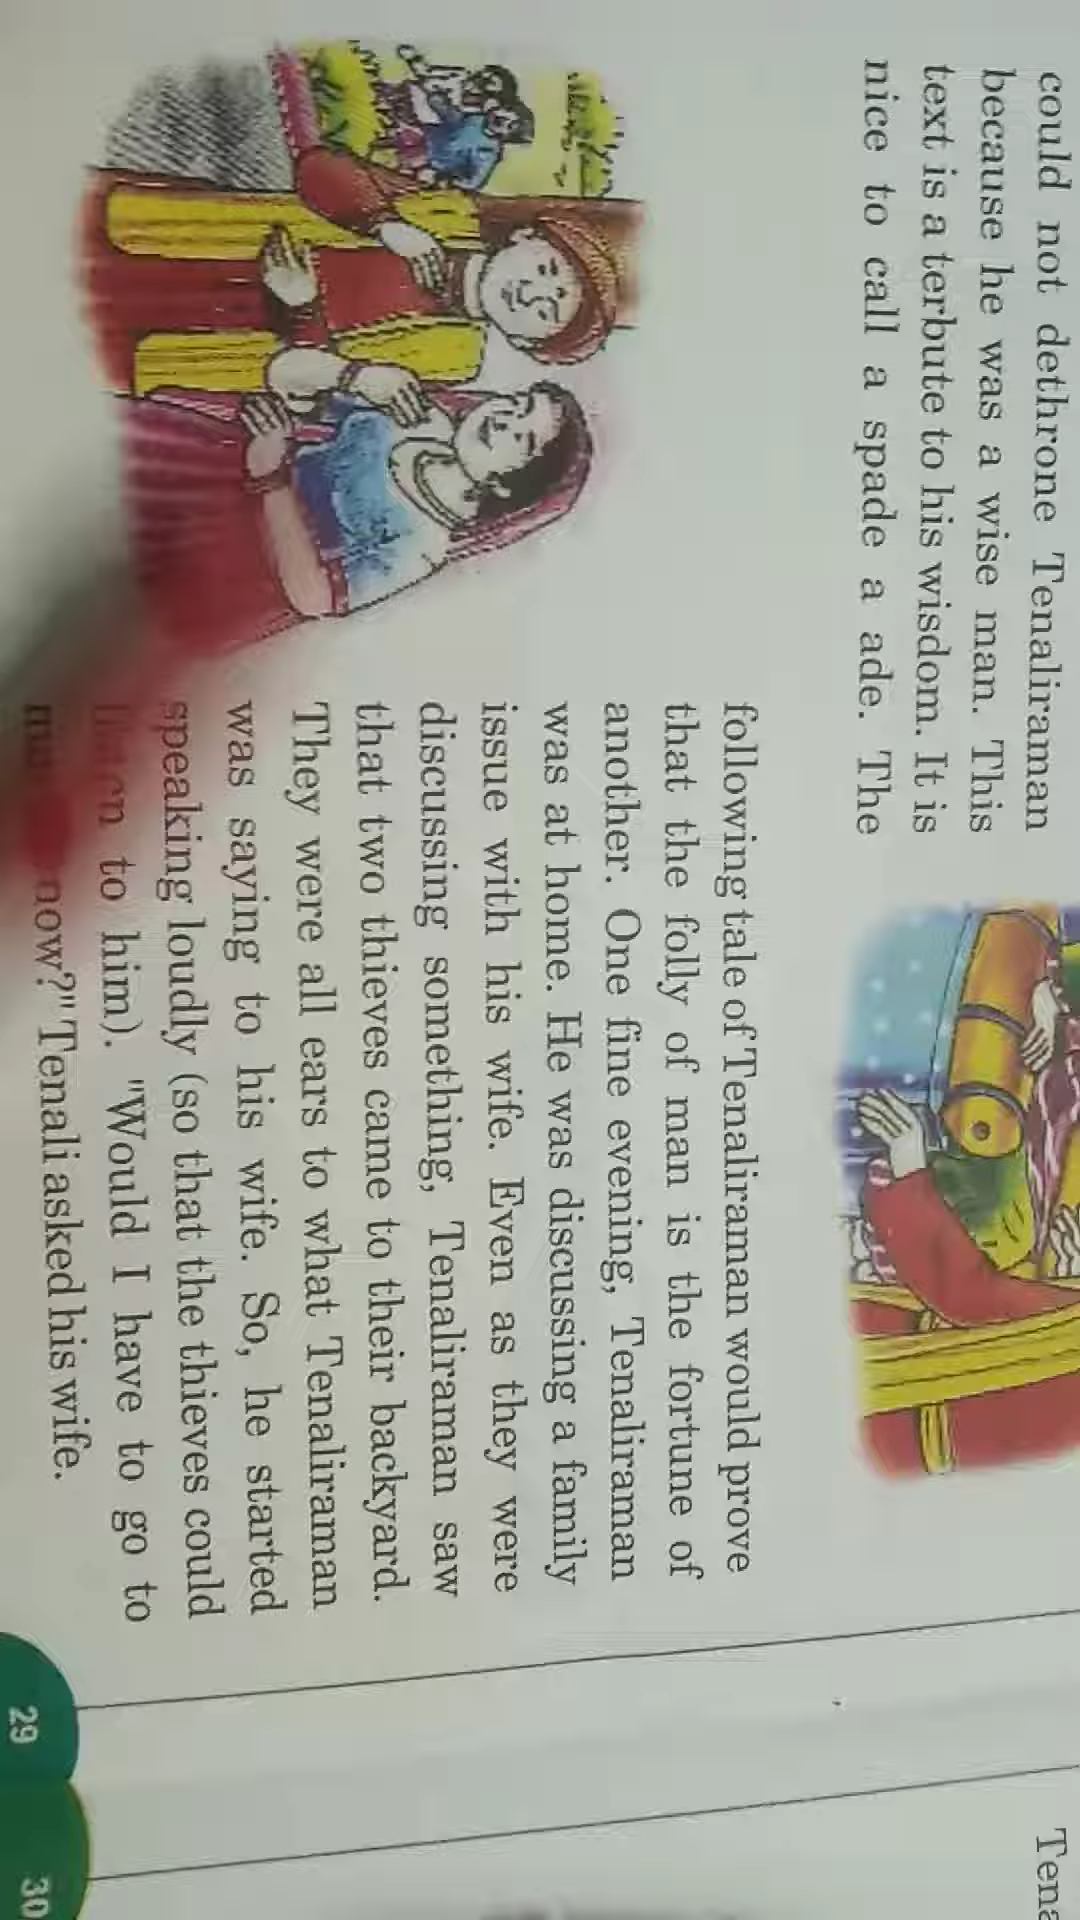 could not dethrone Tenaliraman
because he was a wise man. This
text is a terbute to his wisdom. It is
nice to call a spade a ade. The
following tale of Tenaliraman would prove
that the folly of man is the fortune of
another. One fine evening, Tenaliraman
was at home. He was discussing a family
issue with his wife. Even as they were
discussing something, Tenaliraman saw
that two thieves came to their backyard.
They were all ears to what Tenaliraman
was saying to his wife. So, he started
speaking loudly (so that the thieves could
listen to him). "Would I have to go to
now?" Tenali asked his wife.
29
30